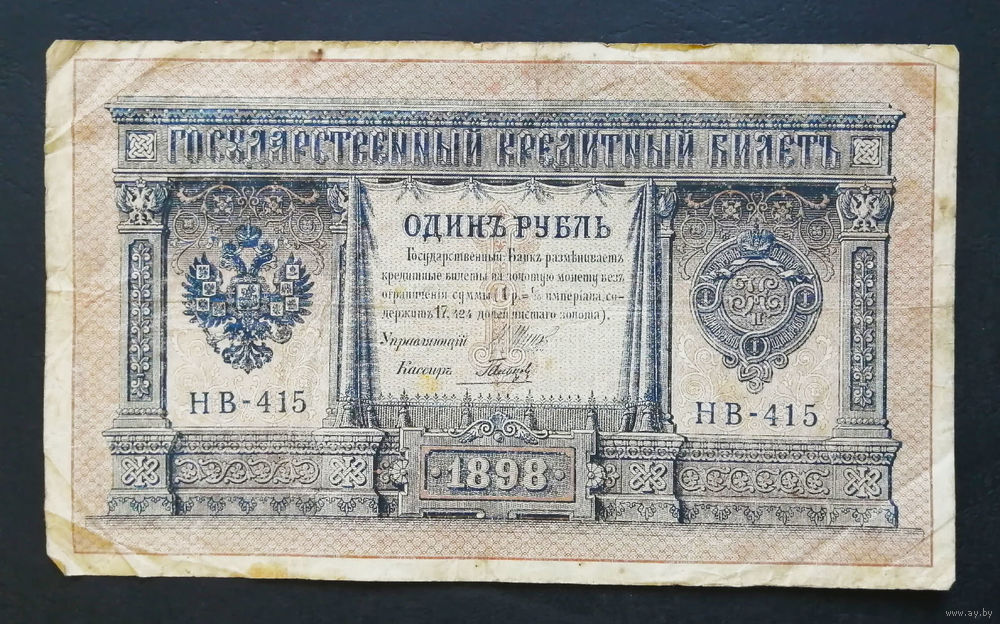 ГОСУДАРСТВЕННЫЙ КРЕДИТНЫЙ БИЛЕТЪ
ОДИНЪ РУБЛЬ
Государственный Банкъ размѣниваетъ
кредитные билеты на золотую монету безъ
ограниченія суммы (1 р. = 1/15 имперіала, со-
держитъ 17,424 долей чистаго золота).
Управляющій
Кассиръ
НВ-415
НВ-415
1898
www.ay.by